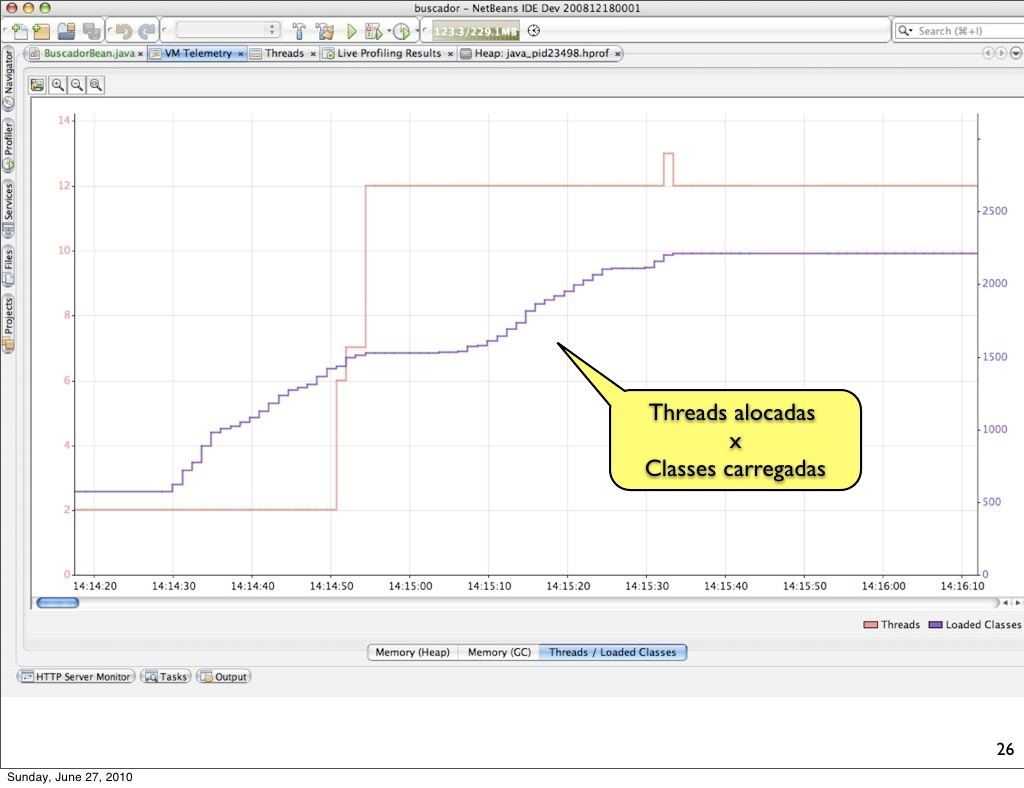 buscador – NetBeans IDE Dev 200812180001
123.3/229.1MB
Search (⌘+I)
BuscadorBean.java × VM Telemetry × Threads × Live Profiling Results × Heap: java_pid23498.hprof ×
Navigator
Profiler
Services
Files
Projects
14
12
10
8
6
4
2
0
2500
2000
1500
1000
500
0
Threads alocadas
x
Classes carregadas
14:14:20 14:14:30 14:14:40 14:14:50 14:15:00 14:15:10 14:15:20 14:15:30 14:15:40 14:15:50 14:16:00 14:16:10
Threads Loaded Classes
Memory (Heap) Memory (GC) Threads / Loaded Classes
HTTP Server Monitor Tasks Output
26
Sunday, June 27, 2010